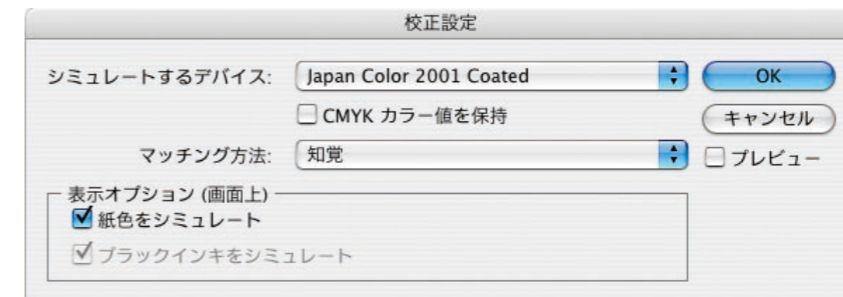 校正設定
シミュレートするデバイス: Japan Color 2001 Coated OK
CMYK カラー値を保持 キャンセル
マッチング方法: 知覚 プレビュー
表示オプション (画面上)
紙色をシミュレート
ブラックインキをシミュレート